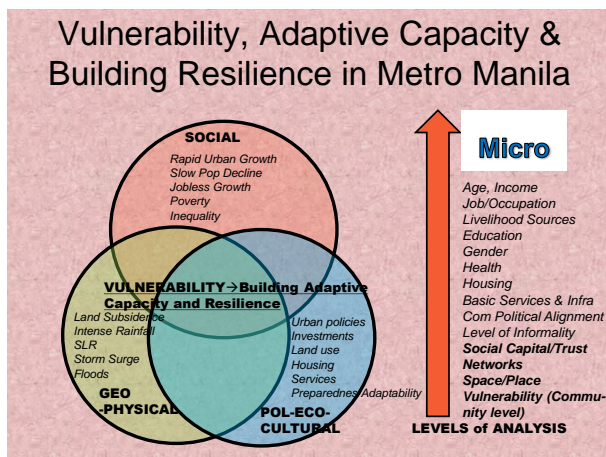 Vulnerability, Adaptive Capacity &
Building Resilience in Metro Manila
SOCIAL
Rapid Urban Growth
Slow Pop Decline
Jobless Growth
Poverty
Inequality
VULNERABILITY→Building Adaptive
Capacity and Resilience
Land Subsidence
Intense Rainfall
SLR
Storm Surge
Floods
GEO
-PHYSICAL
Urban policies
Investments
Land use
Housing
Services
Preparednes/Adaptability
POL-ECO-
CULTURAL
Micro
Age, Income
Job/Occupation
Livelihood Sources
Education
Gender
Health
Housing
Basic Services & Infra
Com Political Alignment
Level of Informality
Social Capital/Trust
Networks
Space/Place
Vulnerability (Commu-
nity level)
LEVELS of ANALYSIS